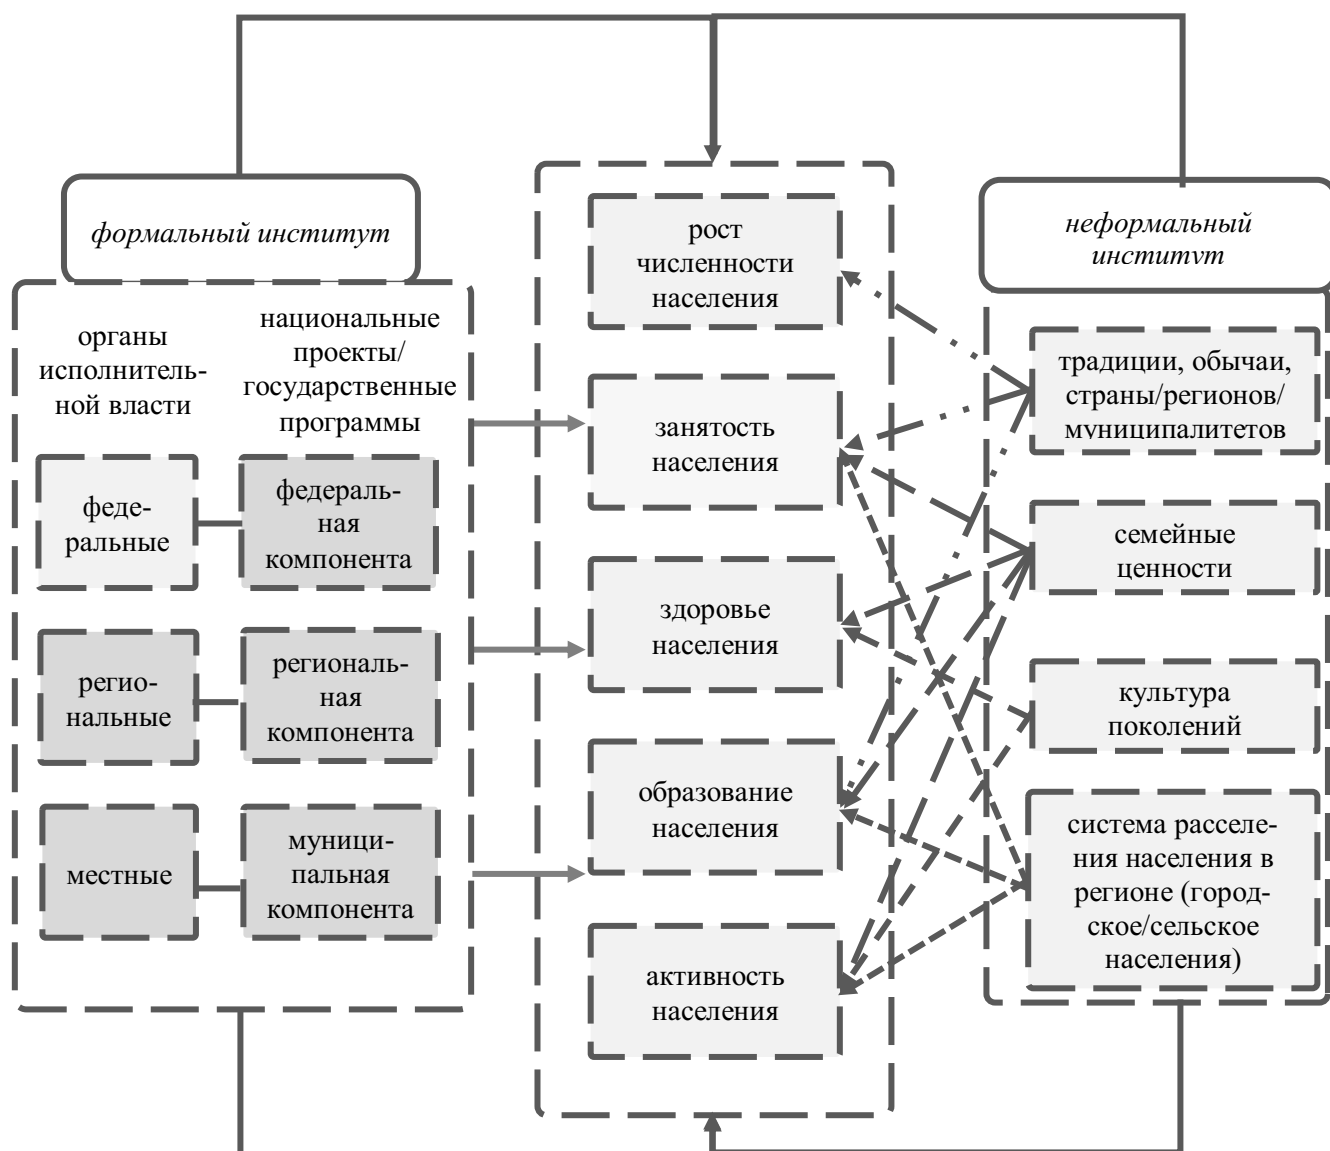 формальный институт
органы
исполнитель-
ной власти
национальные
проекты/
государственные
программы
феде-
ральные
федераль-
ная
компонента
регио-
нальные
региональ-
ная
компонента
местные
муници-
пальная
компонента
рост
численности
населения
занятость
населения
здоровье
населения
образование
населения
активность
населения
неформальный
институт
традиции, обычаи,
страны/регионов/
муниципалитетов
семейные
ценности
культура
поколений
система расселе-
ния населения в
регионе (город-
ское/сельское
населения)